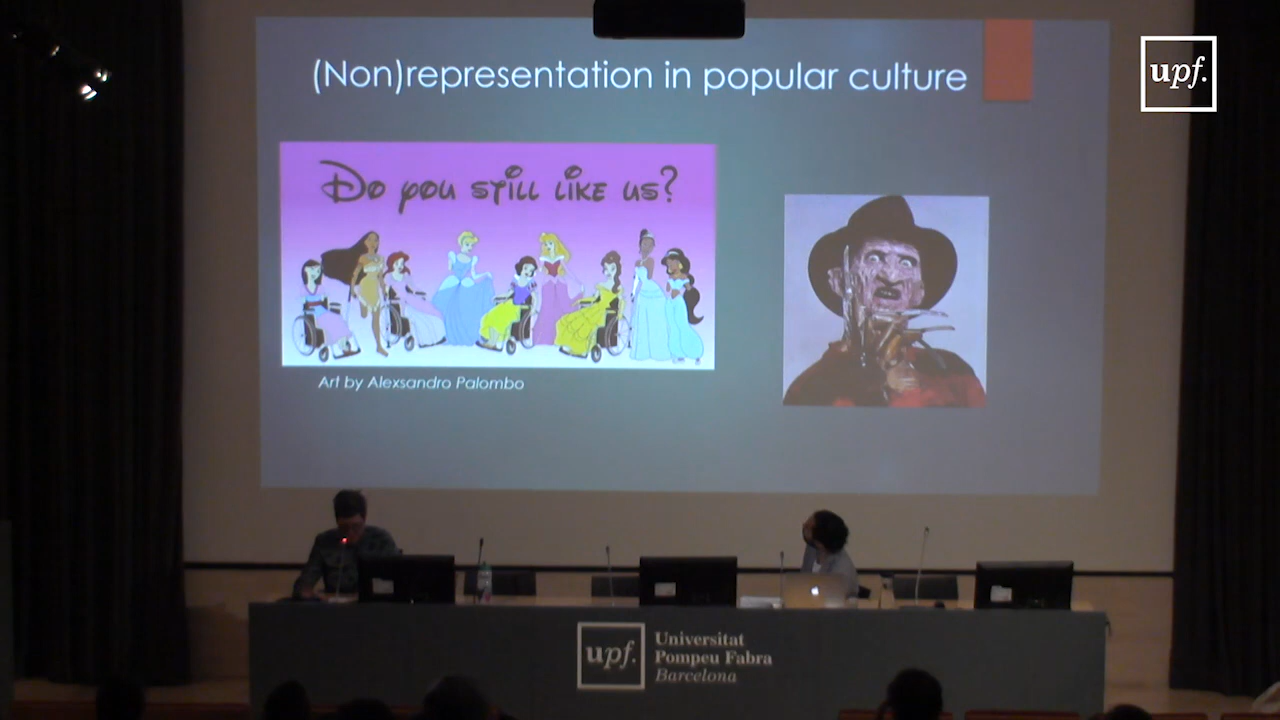 (Non)representation in popular culture
upf.
Do you still like us?
Art by Alexsandro Palombo
upf.
Universitat
Pompeu Fabra
Barcelona